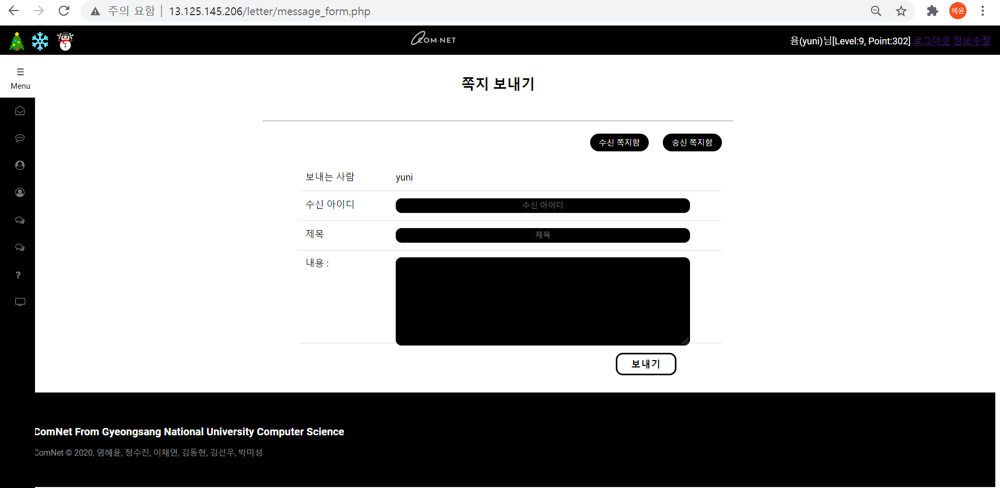 주의 요함 | 13.125.145.206/letter/message_form.php
혜윤
COM·NET
윰(yuni)님[Level:9, Point:302] 로그아웃 정보수정
☰
Menu
쪽지 보내기
수신 쪽지함 송신 쪽지함
보내는 사람 yuni
수신 아이디 수신 아이디
제목 제목
내용 :
보내기
?
ComNet From Gyeongsang National University Computer Science
ComNet © 2020, 염혜윤, 정수진, 이채연, 김동현, 김선우, 박미성